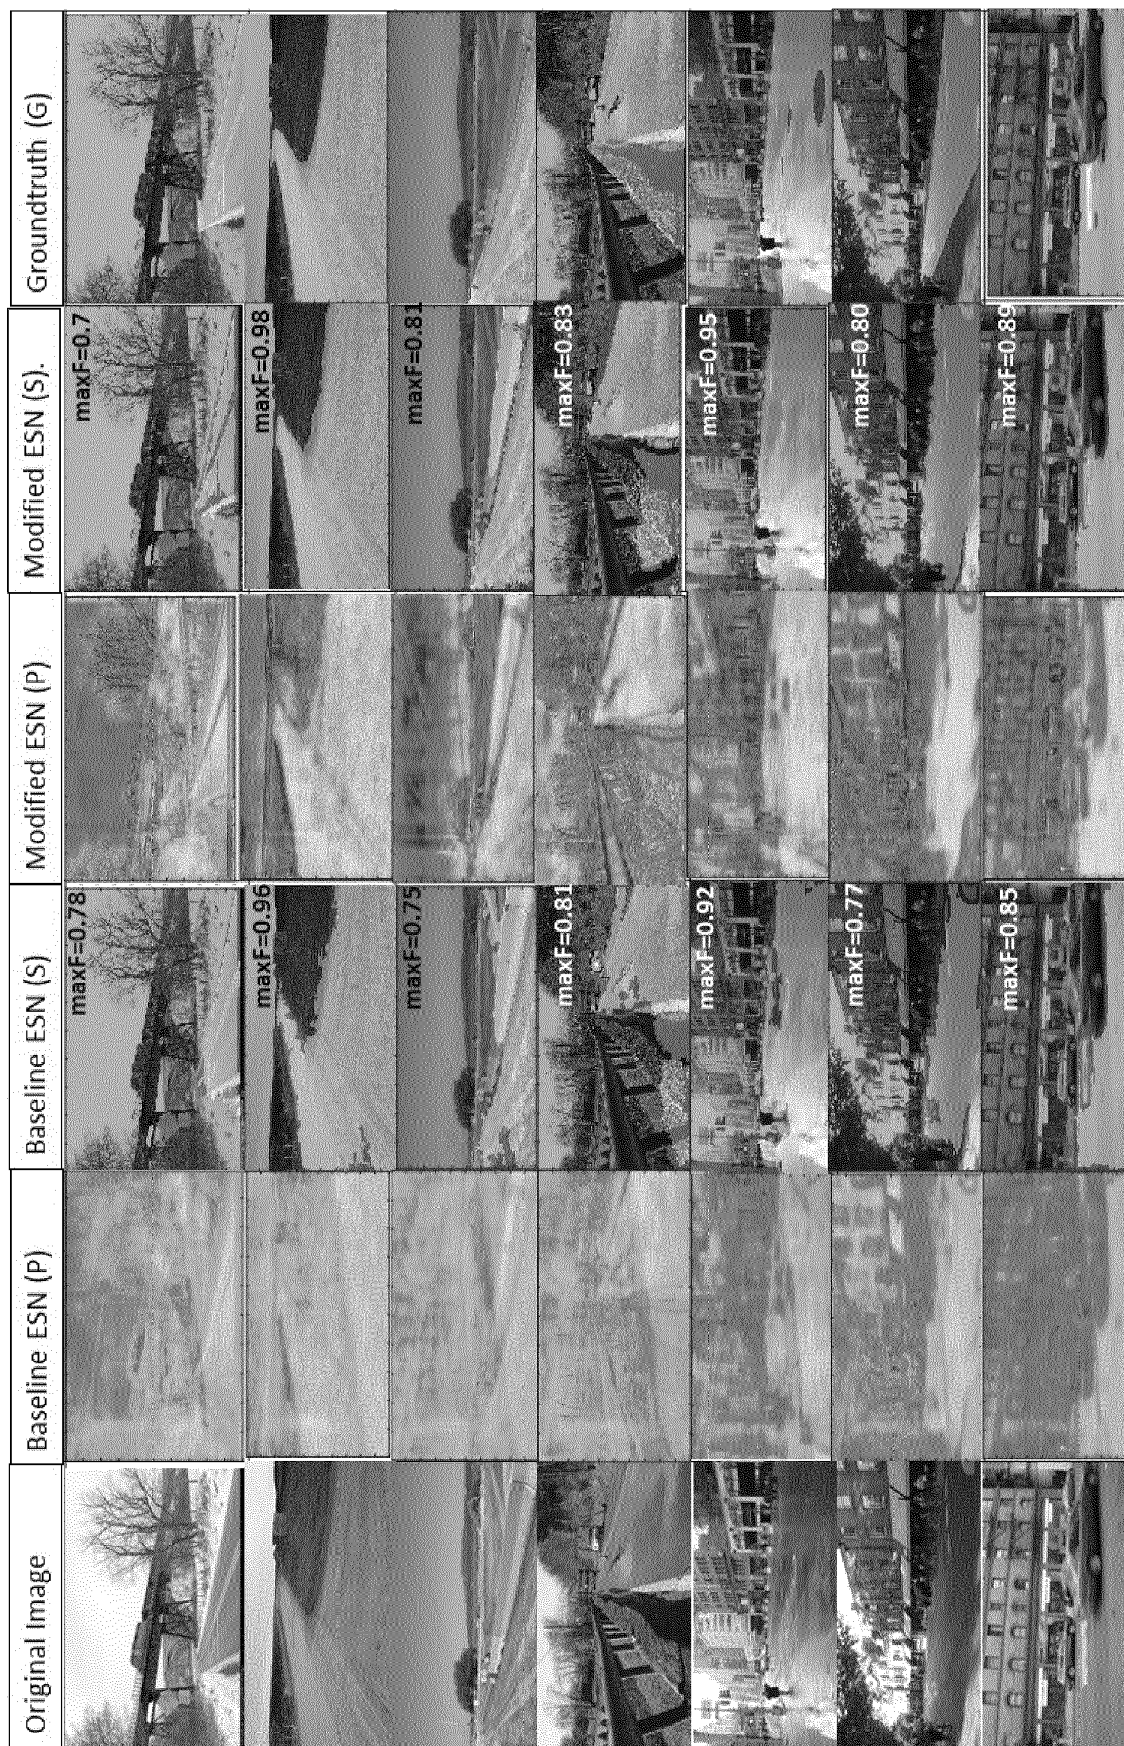 Original Image
Baseline ESN (P)
Baseline ESN (S)
Modified ESN (P)
Modified ESN (S).
Groundtruth (G)
maxF=0.78
maxF=0.7
maxF=0.96
maxF=0.98
maxF=0.75
maxF=0.81
maxF=0.81
maxF=0.83
maxF=0.92
maxF=0.95
maxF=0.77
maxF=0.80
maxF=0.85
maxF=0.89